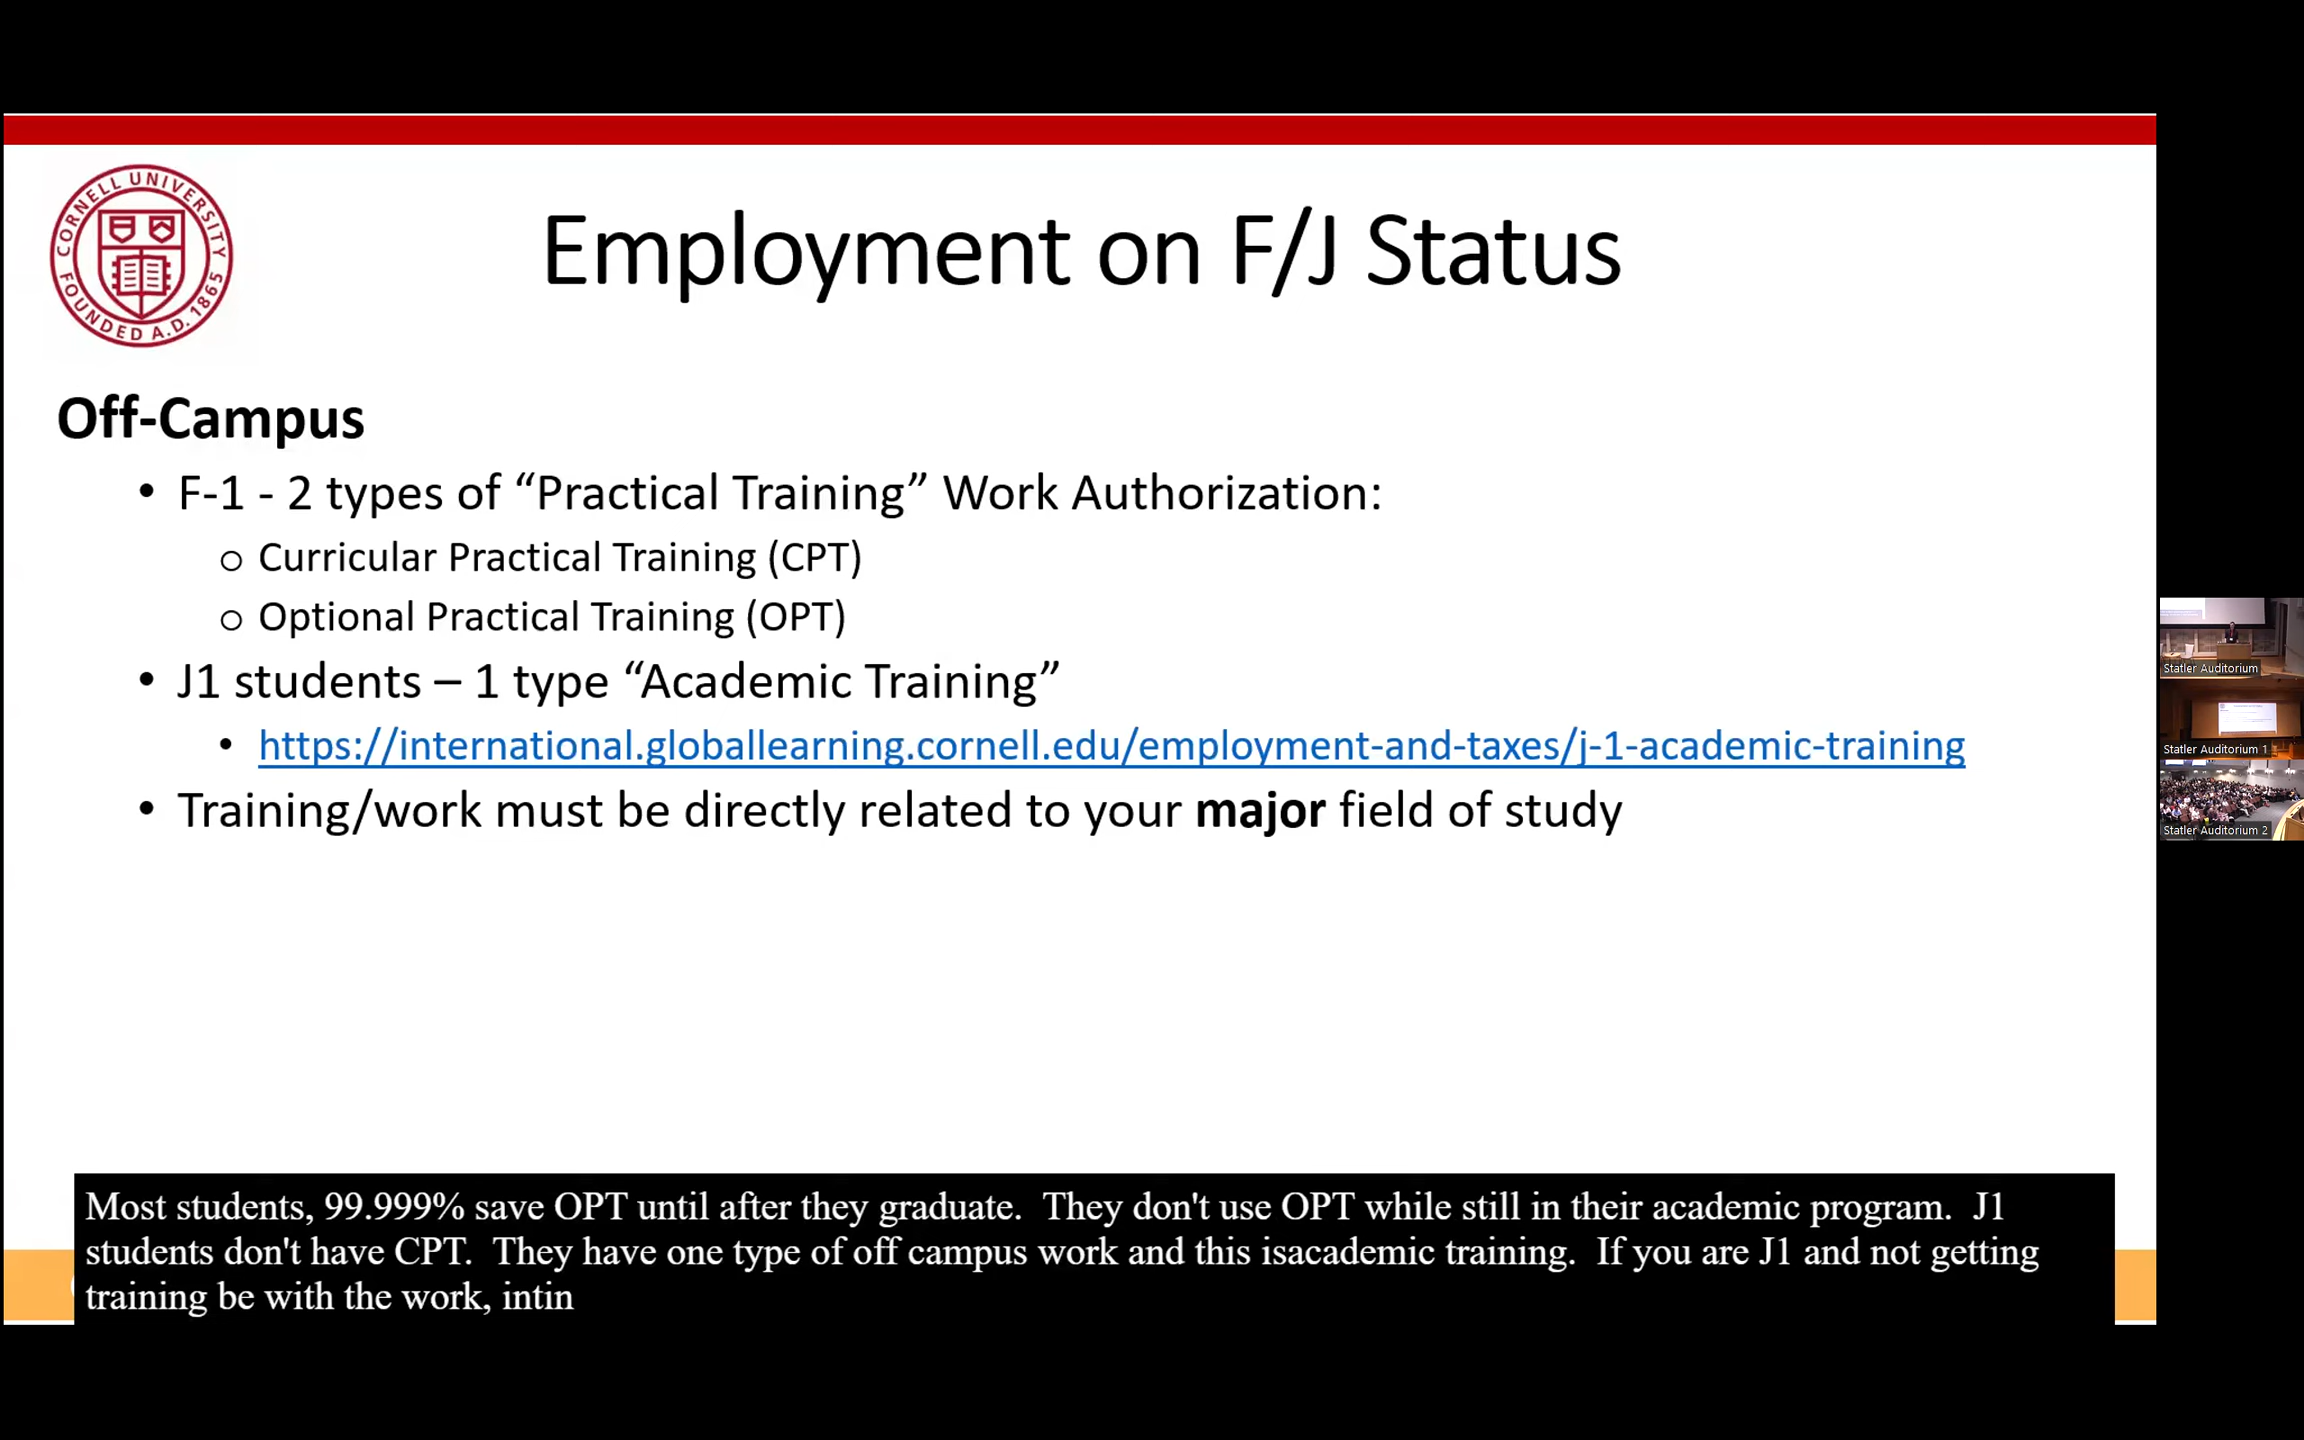 CORNELL UNIVERSITY
FOUNDED A.D. 1865
Employment on F/J Status
Off-Campus
• F-1 - 2 types of “Practical Training” Work Authorization:
o Curricular Practical Training (CPT)
o Optional Practical Training (OPT)
• J1 students – 1 type “Academic Training”
• https://international.globallearning.cornell.edu/employment-and-taxes/j-1-academic-training
• Training/work must be directly related to your major field of study
Statler Auditorium
Statler Auditorium 1
Statler Auditorium 2
Most students, 99.999% save OPT until after they graduate.  They don't use OPT while still in their academic program.  J1
students don't have CPT.  They have one type of off campus work and this isacademic training.  If you are J1 and not getting
training be with the work, intin